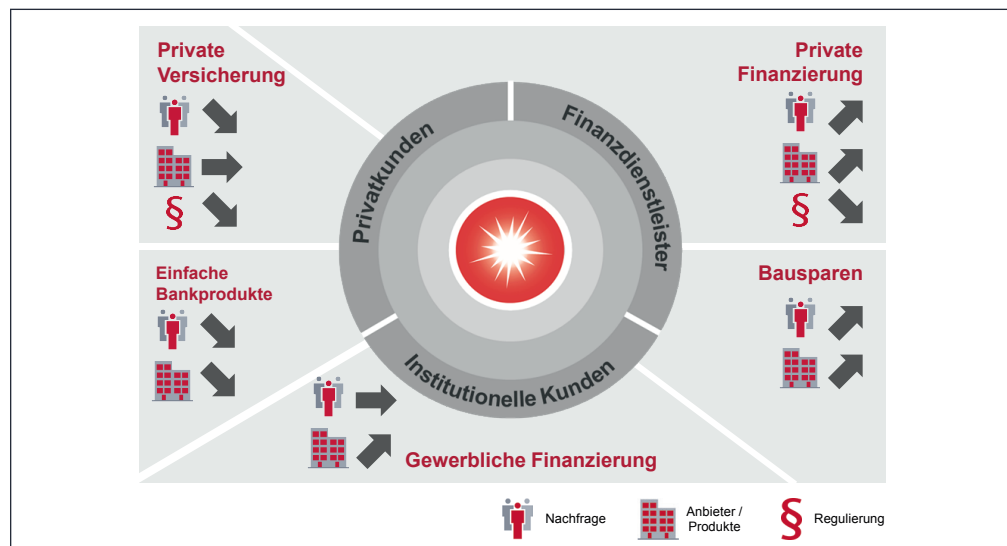 Private
Versicherung
§
Private
Finanzierung
§
Privatkunden
Finanzdienstleister
Institutionelle Kunden
Einfache
Bankprodukte
Bausparen
Gewerbliche Finanzierung
Nachfrage
Anbieter /
Produkte
§ Regulierung